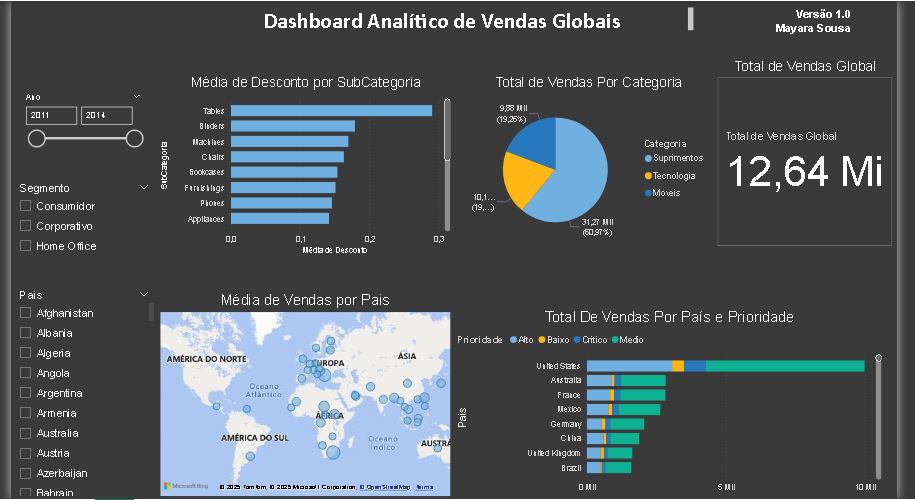 Dashboard Analítico de Vendas Globais
Versão 1.0
Mayara Sousa
Ano
2011
2014
Segmento
Consumidor
Corporativo
Home Office
País
Afghanistan
Albania
Algeria
Angola
Argentina
Armenia
Australia
Austria
Azerbaijan
Bahrain
Média de Desconto por SubCategoria
SubCategoria
Tables
Binders
Machines
Chairs
Bookcases
Furnishings
Phones
Appliances
0,0
0,1
0,2
0,3
Média de Desconto
Total de Vendas Por Categoria
9,88 Mil
(19,26%)
10,1...
(19,...)
31,27 Mil
(60,97%)
Categoria
Suprimentos
Tecnologia
Moveis
Total de Vendas Global
Total de Vendas Global
12,64 Mi
Média de Vendas por País
AMÉRICA DO NORTE
EUROPA
ÁSIA
Oceano
Atlântico
ÁFRICA
AMÉRICA DO SUL
Oceano
Índico
AUSTRÁ
Microsoft Bing
© 2025 TomTom, © 2025 Microsoft Corporation, © OpenStreetMap Terms
Total De Vendas Por País e Prioridade
Prioridade
Alto
Baixo
Crítico
Medio
País
United States
Australia
France
Mexico
Germany
China
United Kingdom
Brazil
0 Mil
5 Mil
10 Mil